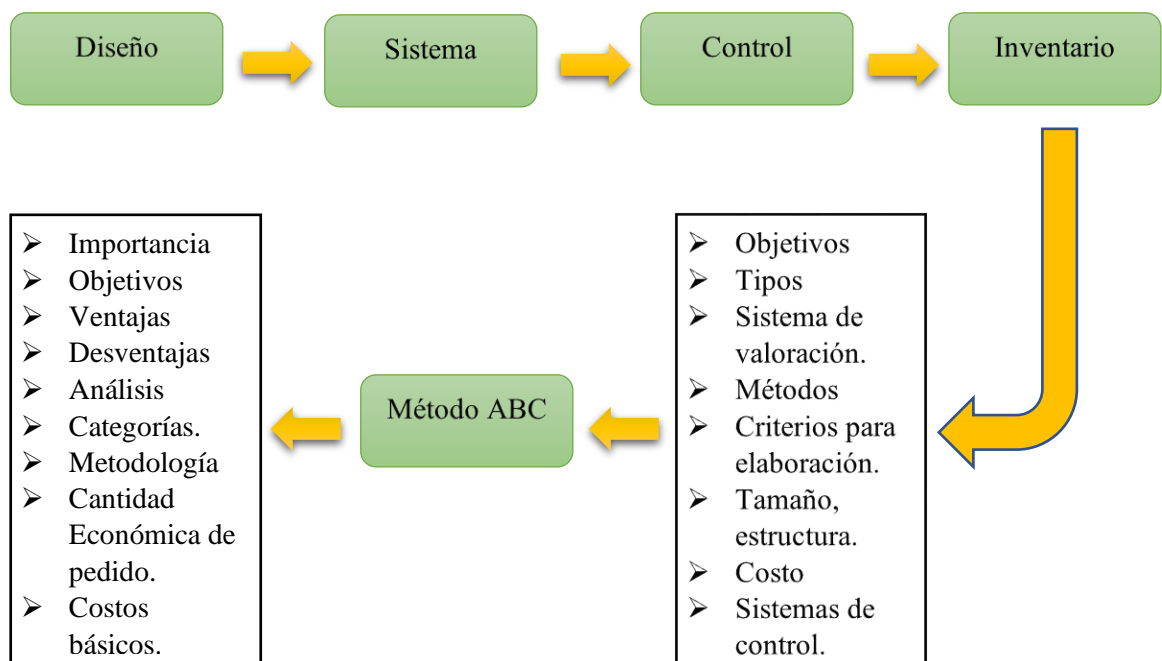 Diseño
Sistema
Control
Inventario
➢ Objetivos
➢ Tipos
➢ Sistema de
valoración.
➢ Métodos
➢ Criterios para
elaboración.
➢ Tamaño,
estructura.
➢ Costo
➢ Sistemas de
control.
Método ABC
➢ Importancia
➢ Objetivos
➢ Ventajas
➢ Desventajas
➢ Análisis
➢ Categorías.
➢ Metodología
➢ Cantidad
Económica de
pedido.
➢ Costos
básicos.